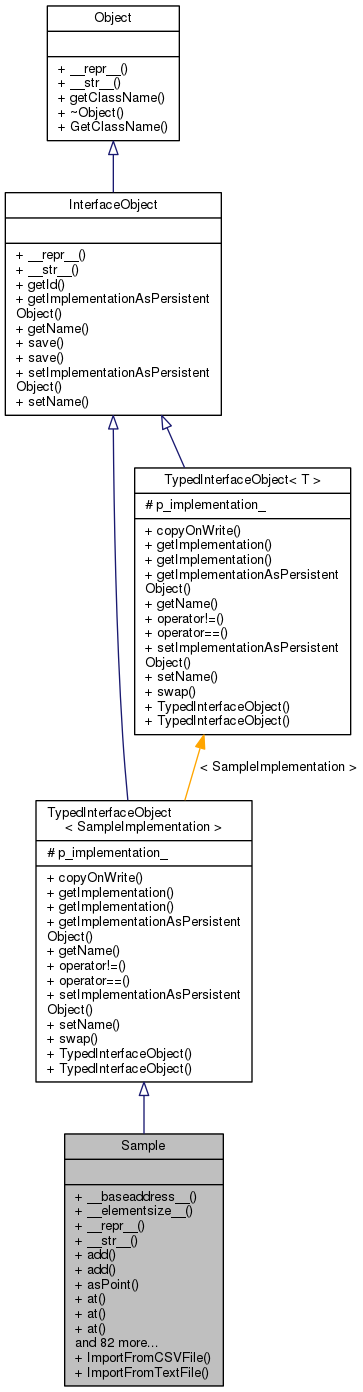 Object
+ __repr__()
+ __str__()
+ getClassName()
+ ~Object()
+ GetClassName()
InterfaceObject
+ __repr__()
+ __str__()
+ getId()
+ getImplementationAsPersistent
Object()
+ getName()
+ save()
+ save()
+ setImplementationAsPersistent
Object()
+ setName()
TypedInterfaceObject< T >
# p_implementation_
+ copyOnWrite()
+ getImplementation()
+ getImplementation()
+ getImplementationAsPersistent
Object()
+ getName()
+ operator!=()
+ operator==()
+ setImplementationAsPersistent
Object()
+ setName()
+ swap()
+ TypedInterfaceObject()
+ TypedInterfaceObject()
< SampleImplementation >
TypedInterfaceObject
< SampleImplementation >
# p_implementation_
+ copyOnWrite()
+ getImplementation()
+ getImplementation()
+ getImplementationAsPersistent
Object()
+ getName()
+ operator!=()
+ operator==()
+ setImplementationAsPersistent
Object()
+ setName()
+ swap()
+ TypedInterfaceObject()
+ TypedInterfaceObject()
Sample
+ __baseaddress__()
+ __elementsize__()
+ __repr__()
+ __str__()
+ add()
+ add()
+ asPoint()
+ at()
+ at()
+ at()
and 82 more...
+ ImportFromCSVFile()
+ ImportFromTextFile()